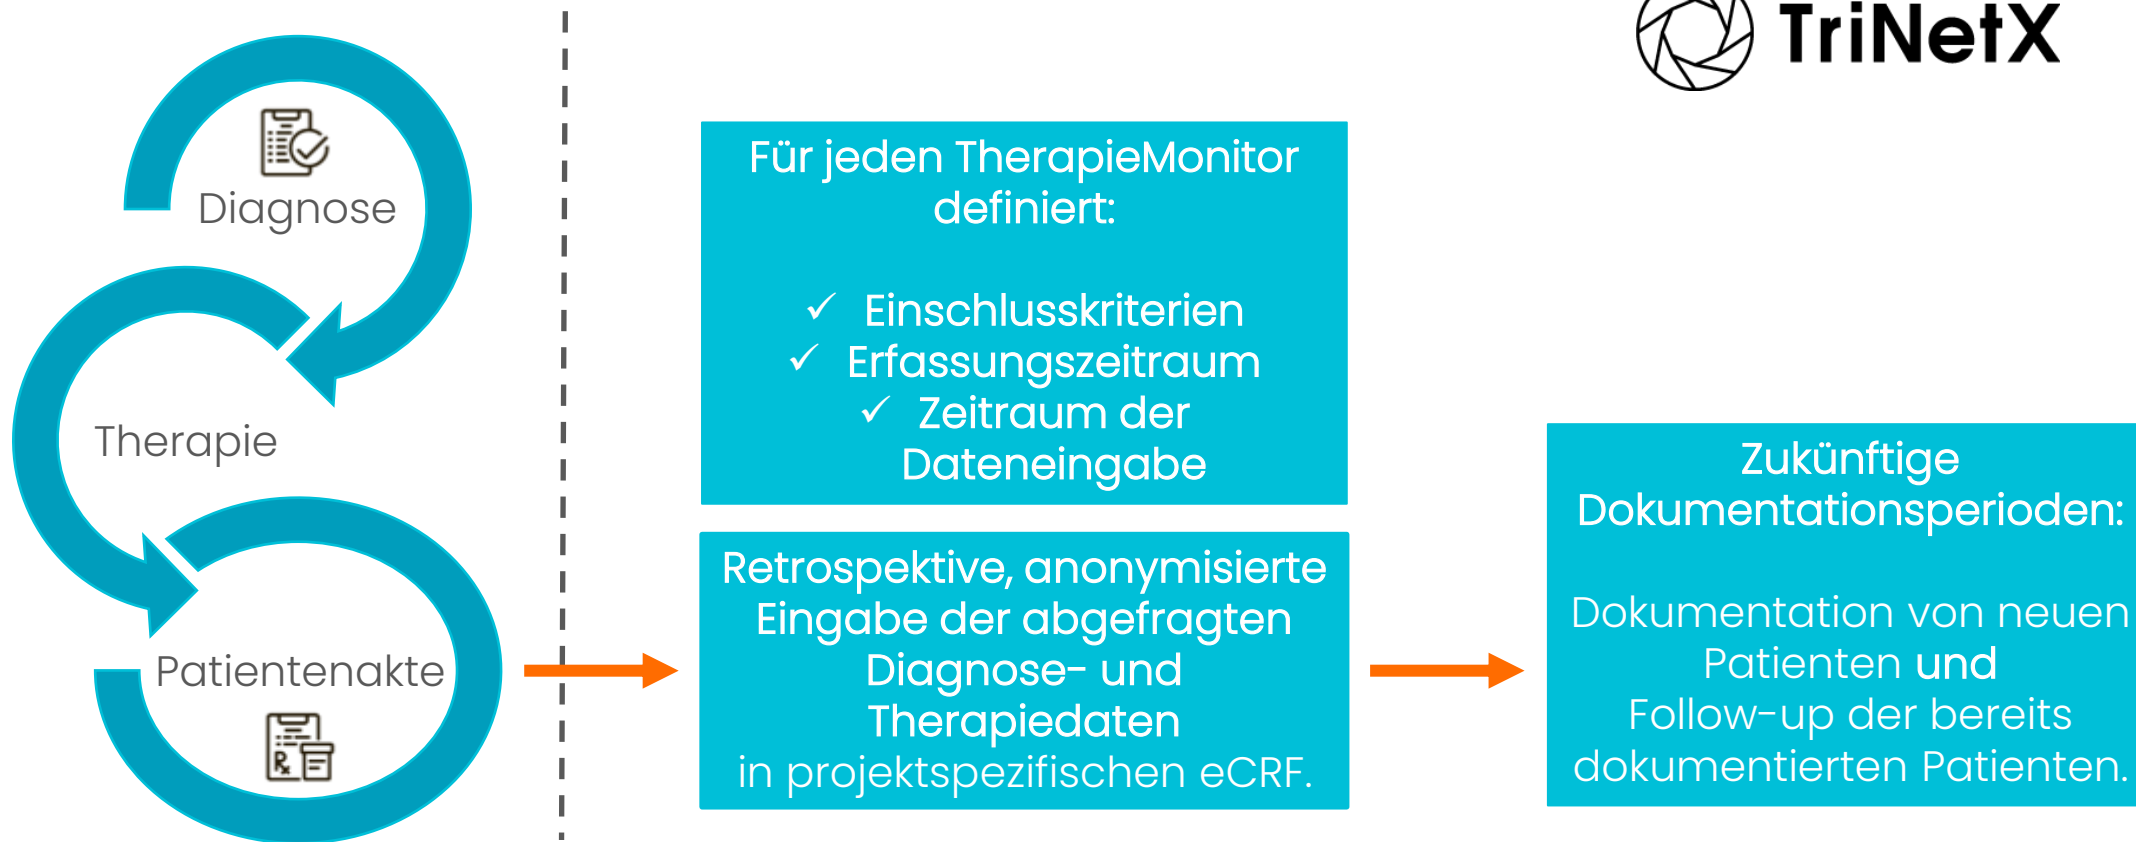 TriNetX
Diagnose
Therapie
Patientenakte
Rx
Für jeden TherapieMonitor
definiert:
✓ Einschlusskriterien
✓ Erfassungszeitraum
✓ Zeitraum der
Dateneingabe
Retrospektive, anonymisierte
Eingabe der abgefragten
Diagnose- und
Therapiedaten
in projektspezifischen eCRF.
Zukünftige
Dokumentationsperioden:
Dokumentation von neuen
Patienten und
Follow-up der bereits
dokumentierten Patienten.